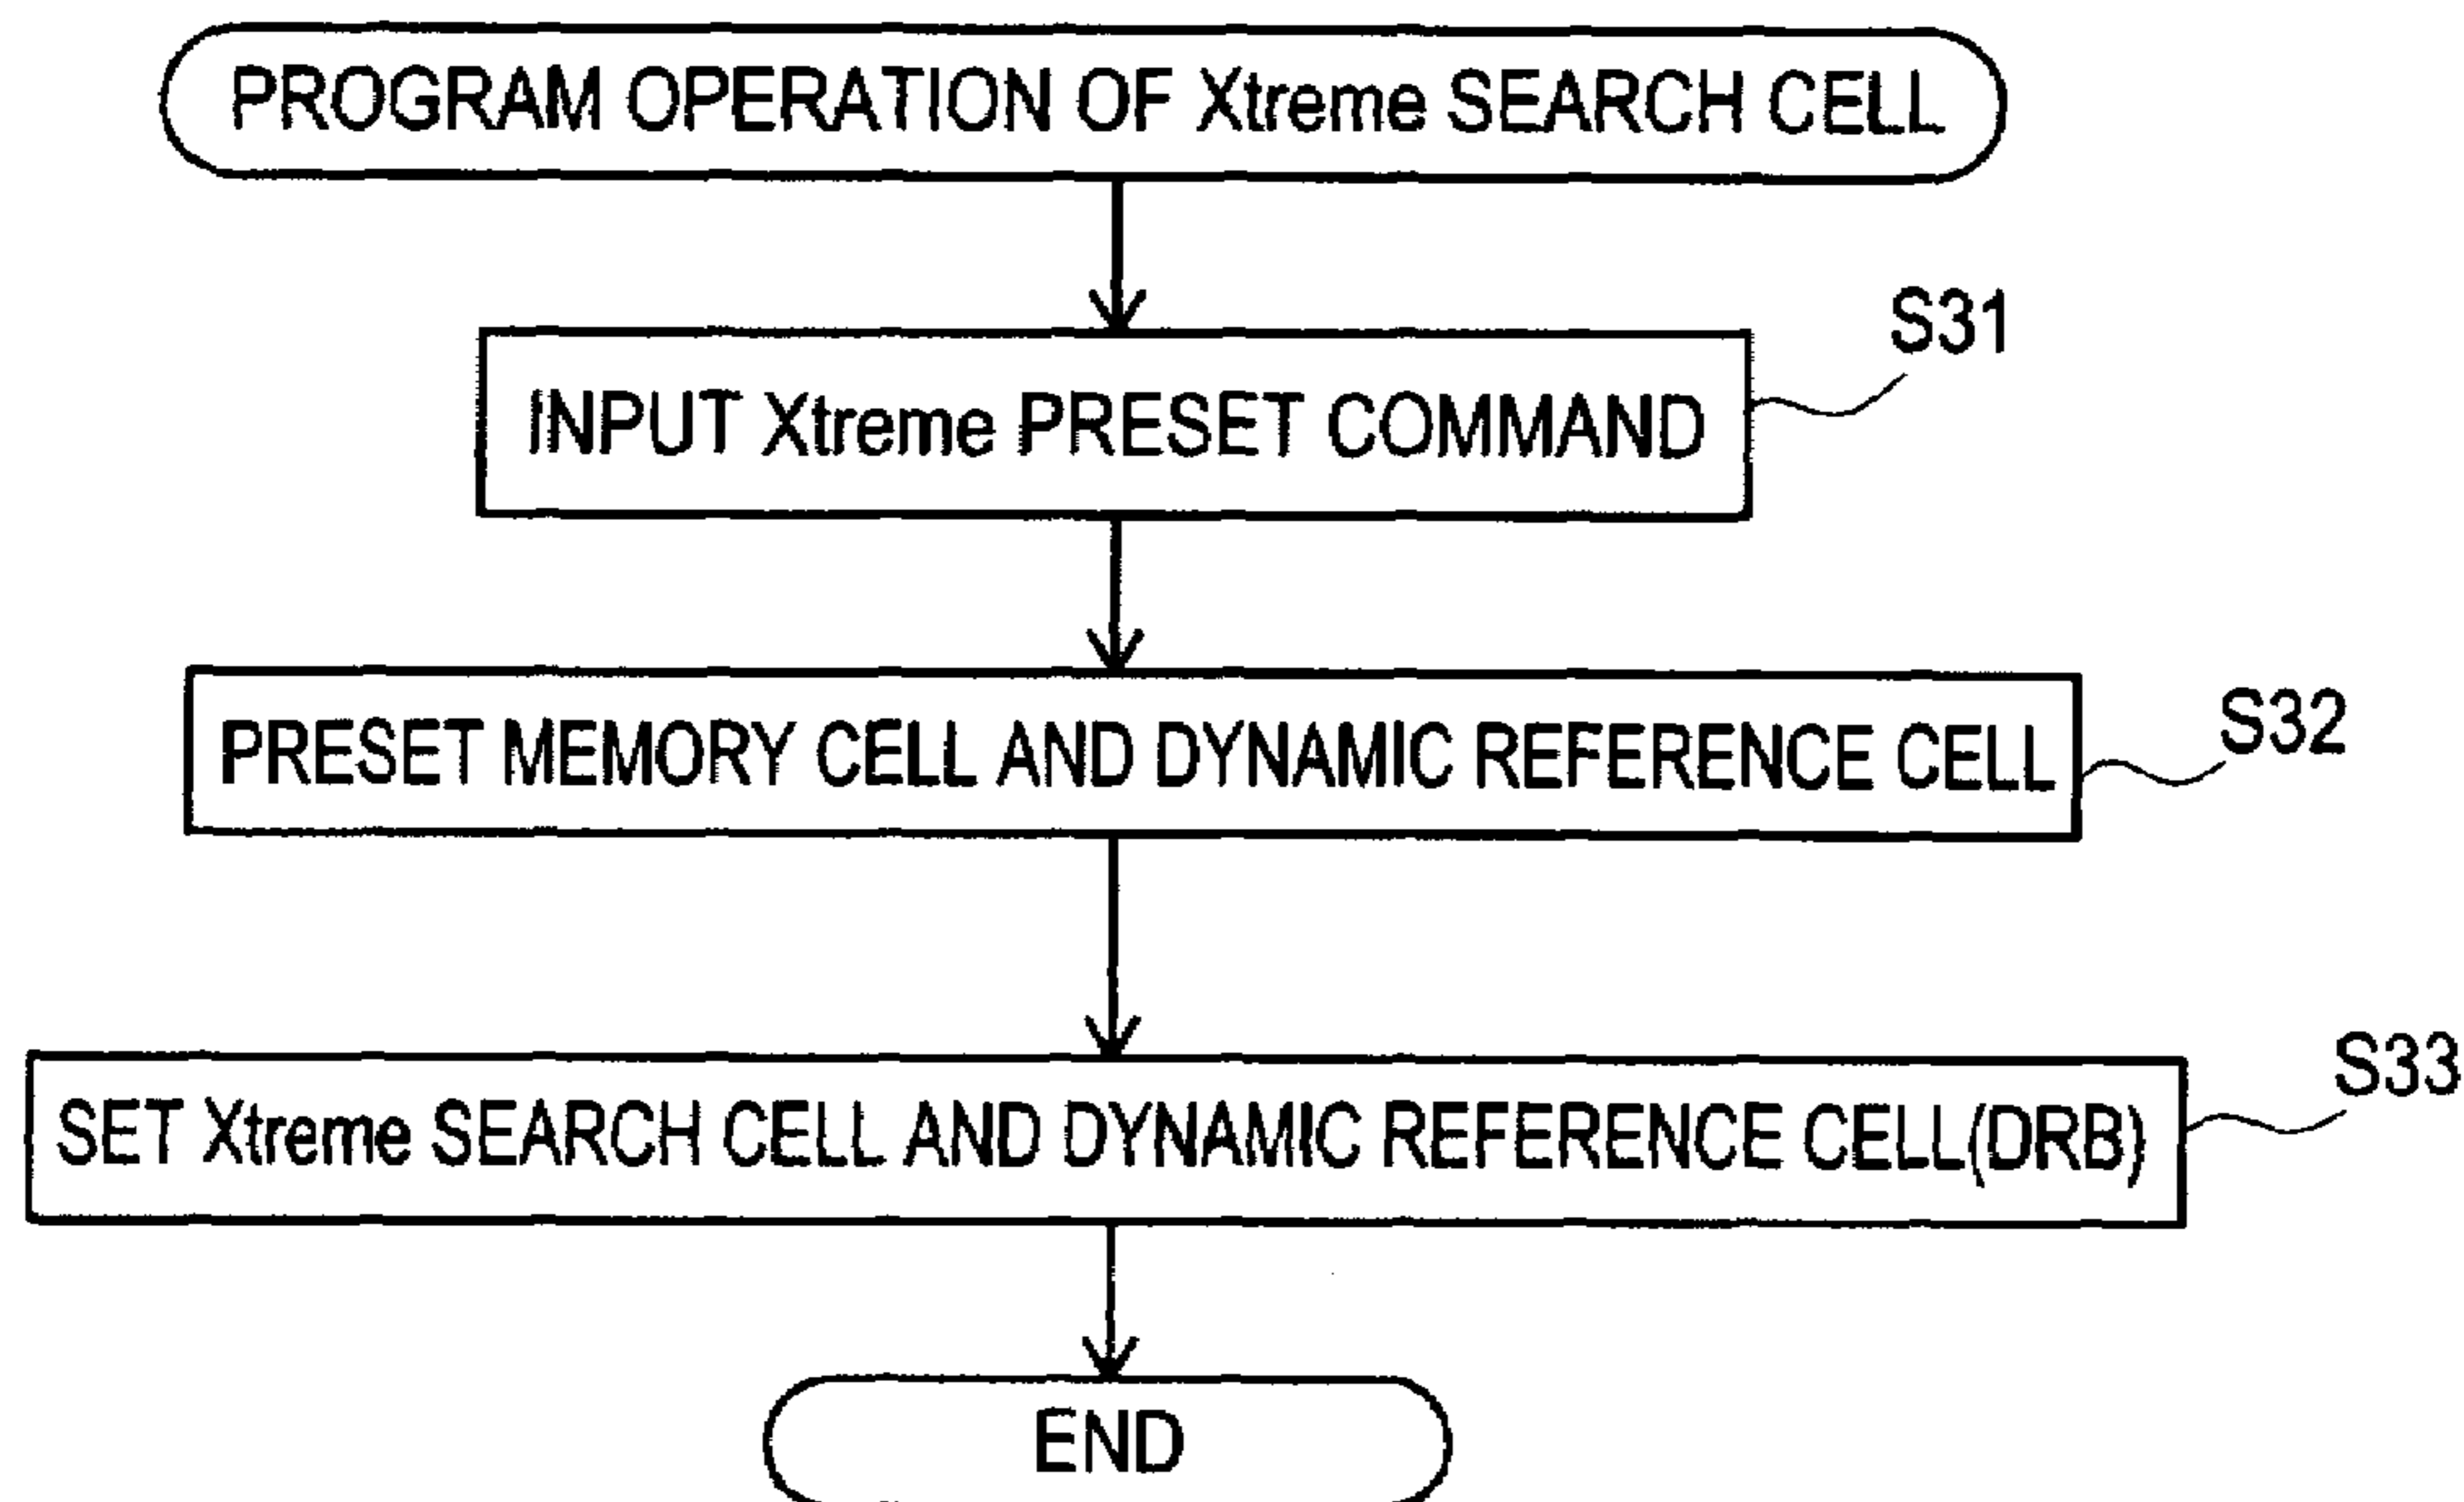 PROGRAM OPERATION OF Xtreme SEARCH CELL
S31
INPUT Xtreme PRESET COMMAND
S32
PRESET MEMORY CELL AND DYNAMIC REFERENCE CELL
S33
SET Xtreme SEARCH CELL AND DYNAMIC REFERENCE CELL(DRB)
END